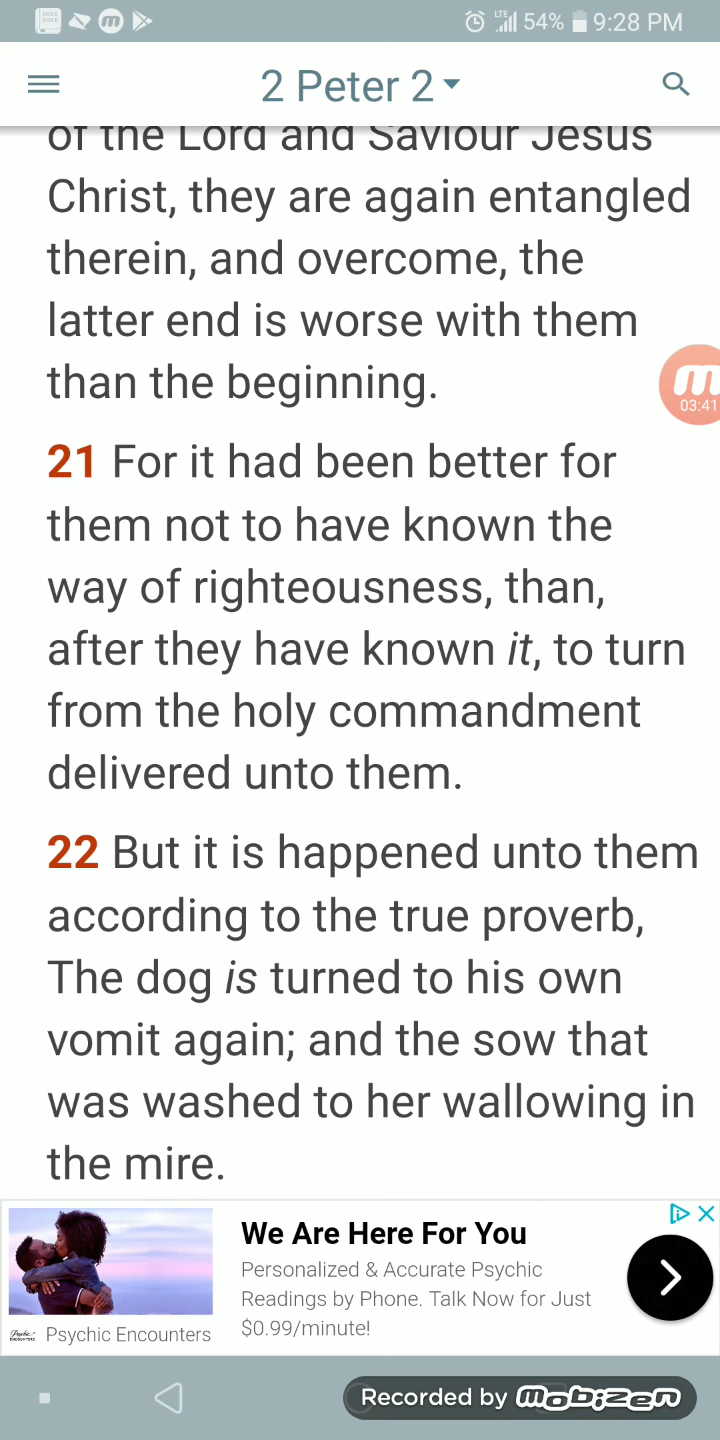 LTE 54% 9:28 PM
2 Peter 2
of the Lord and Saviour Jesus
Christ, they are again entangled
therein, and overcome, the
latter end is worse with them
than the beginning.
03:41
21 For it had been better for
them not to have known the
way of righteousness, than,
after they have known it, to turn
from the holy commandment
delivered unto them.
22 But it is happened unto them
according to the true proverb,
The dog is turned to his own
vomit again; and the sow that
was washed to her wallowing in
the mire.
We Are Here For You
Personalized & Accurate Psychic
Readings by Phone. Talk Now for Just
$0.99/minute!
Psychic Encounters
Recorded by mobizen